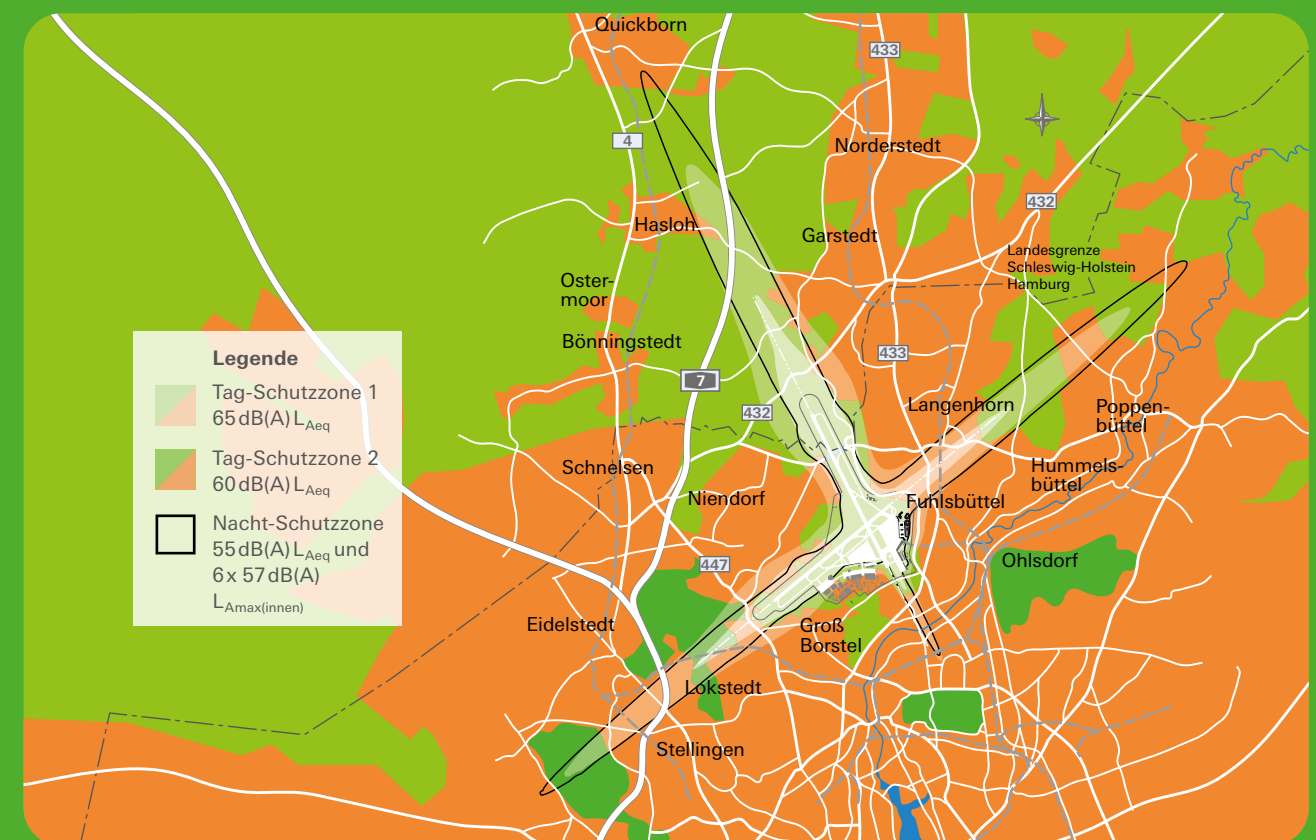 Quickborn
433
4
Norderstedt
432
Hasloh
Garstedt
Landesgrenze
Schleswig-Holstein
Hamburg
Oster-
moor
Bönningstedt
433
7
432
Langenhorn
Poppen-
büttel
Schnelsen
Hummels-
büttel
Niendorf
Fuhlsbüttel
447
Ohlsdorf
Eidelstedt
Groß
Borstel
Lokstedt
Stellingen
Legende
Tag-Schutzzone 1
65 dB(A) LAeq
Tag-Schutzzone 2
60 dB(A) LAeq
Nacht-Schutzzone
55 dB(A) LAeq und
6 x 57 dB(A)
LAmax(innen)